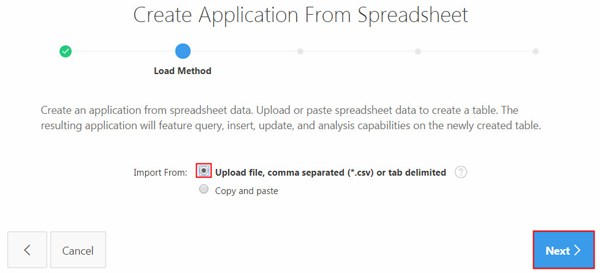 Create Application From Spreadsheet
Load Method
Create an application from spreadsheet data. Upload or paste spreadsheet data to create a table. The
resulting application will feature query, insert, update, and analysis capabilities on the newly created table.
Import From: Upload file, comma separated (*.csv) or tab delimited ?
Copy and paste
Cancel Next